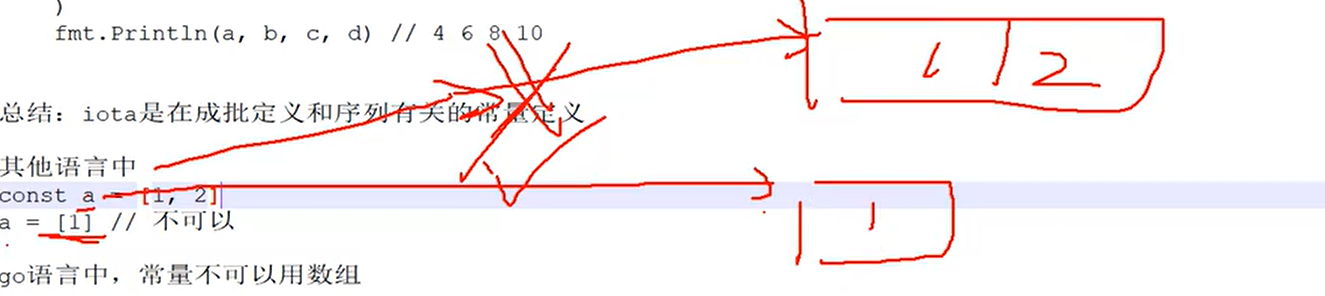 )
fmt.Println(a, b, c, d) // 4 6 8 10
1 2
总结：iota是在成批定义和序列有关的常量定义
其他语言中
const a = [1, 2]
1
a = [1] // 不可以
go语言中，常量不可以用数组